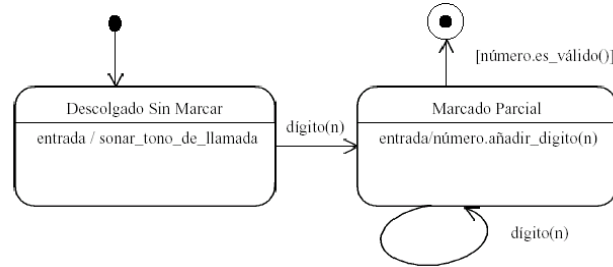 [número.es_válido()]
Descolgado Sin Marcar
entrada / sonar_tono_de_llamada
dígito(n)
Marcado Parcial
entrada/número.añadir_digito(n)
dígito(n)